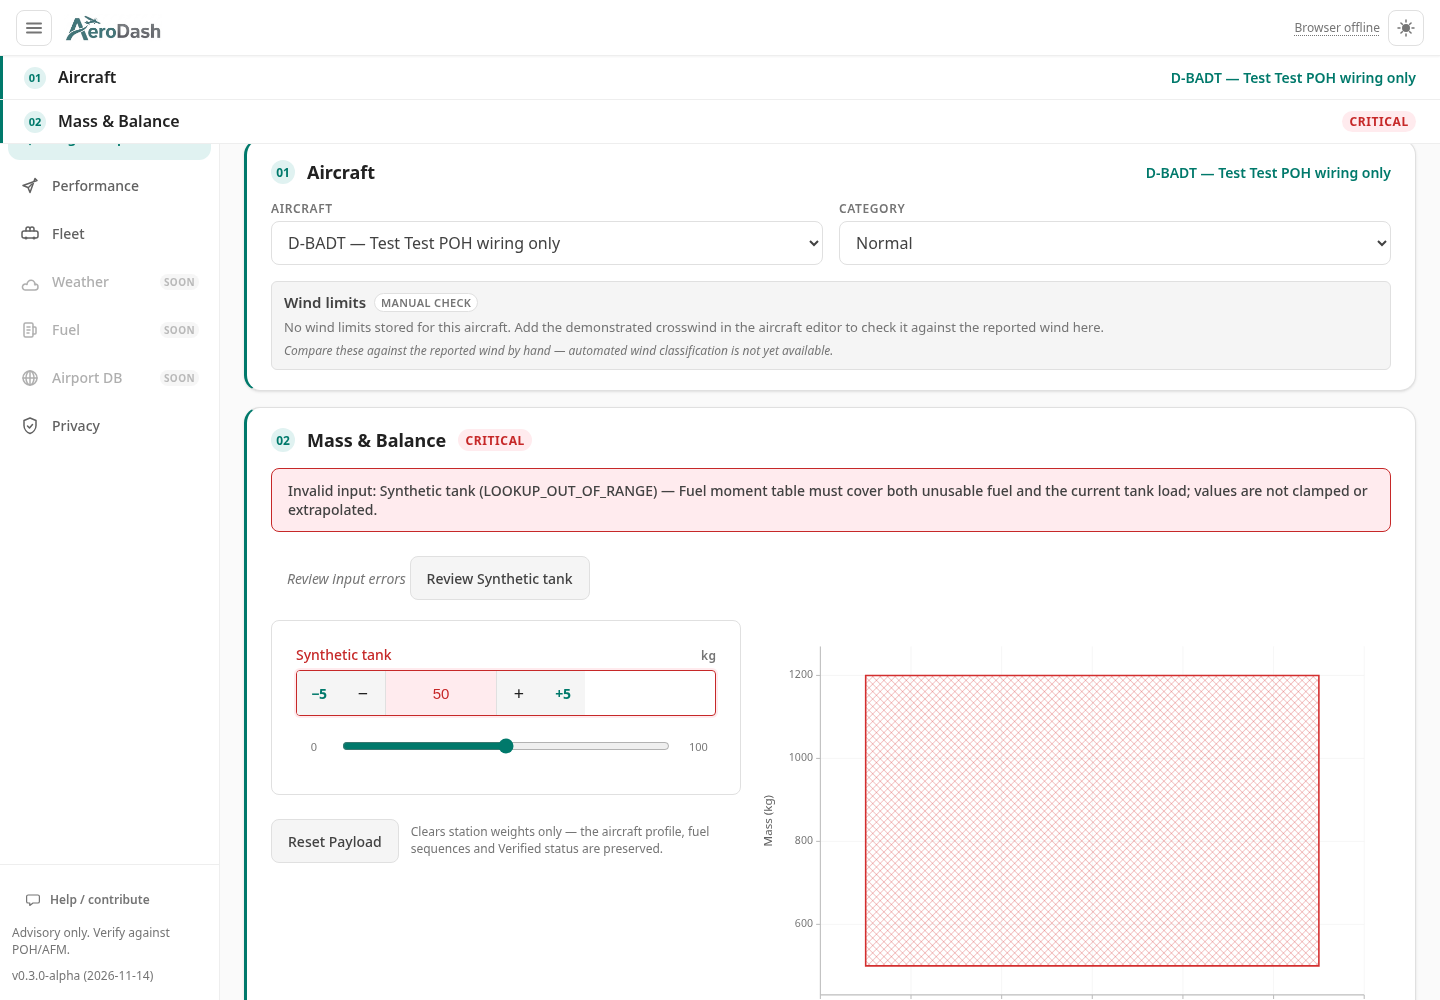 AeroDash
Browser offline
01 Aircraft D-BADT — Test Test POH wiring only
02 Mass & Balance CRITICAL
Performance
Fleet
Weather SOON
Fuel SOON
Airport DB SOON
Privacy
Help / contribute
Advisory only. Verify against
POH/AFM.
v0.3.0-alpha (2026-11-14)
01 Aircraft D-BADT — Test Test POH wiring only
AIRCRAFT CATEGORY
D-BADT — Test Test POH wiring only Normal
Wind limits MANUAL CHECK
No wind limits stored for this aircraft. Add the demonstrated crosswind in the aircraft editor to check it against the reported wind here.
Compare these against the reported wind by hand — automated wind classification is not yet available.
02 Mass & Balance CRITICAL
Invalid input: Synthetic tank (LOOKUP_OUT_OF_RANGE) — Fuel moment table must cover both unusable fuel and the current tank load; values are not clamped or
extrapolated.
Review input errors Review Synthetic tank
Synthetic tank kg
−5 − 50 + +5
0 100
Reset Payload
Clears station weights only — the aircraft profile, fuel
sequences and Verified status are preserved.
Mass (kg)
1200
1000
800
600